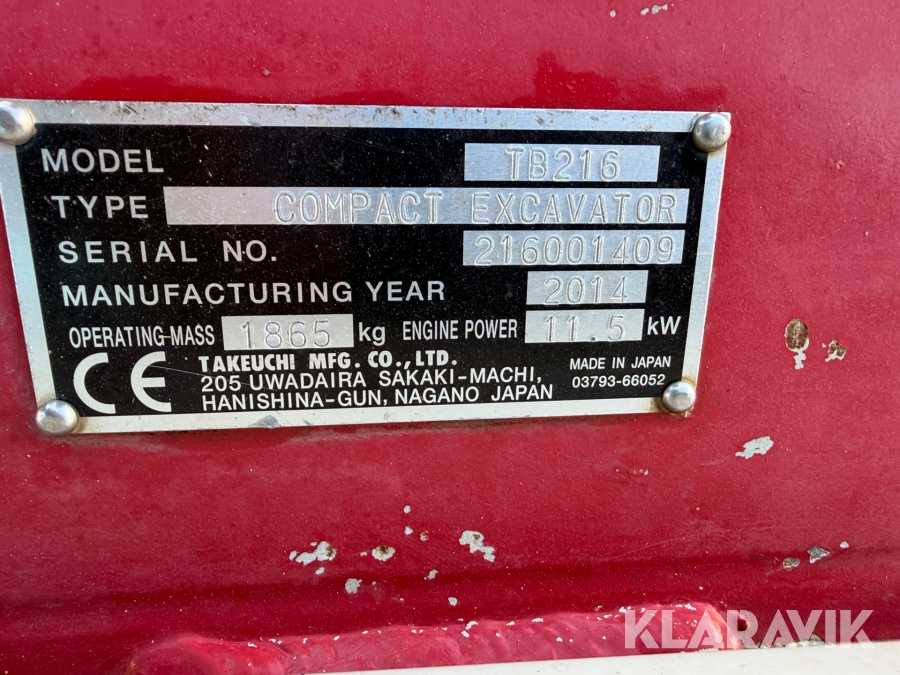 MODEL TB216
TYPE COMPACT EXCAVATOR
SERIAL NO. 216001409
MANUFACTURING YEAR 2014
OPERATING MASS 1865 kg ENGINE POWER 11.5 kW
CE TAKEUCHI MFG. CO., LTD.
205 UWADAIRA SAKAKI-MACHI,
HANISHINA-GUN, NAGANO JAPAN
MADE IN JAPAN
03793-66052
KLARAVIK